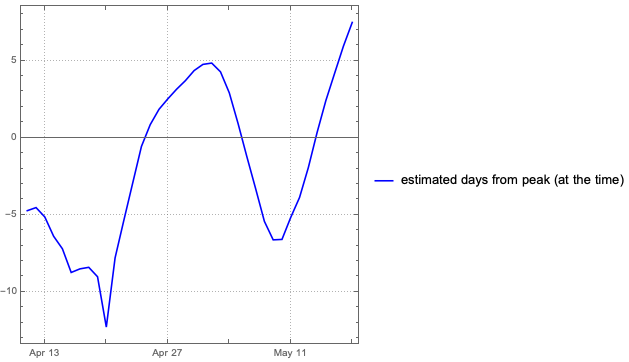 5
0
-5
-10
Apr 13
Apr 27
May 11
estimated days from peak (at the time)